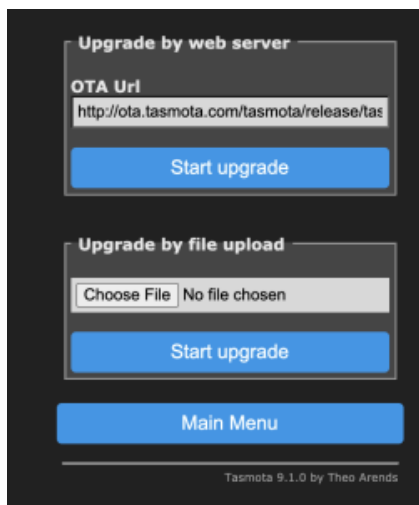 Upgrade by web server
OTA Url
http://ota.tasmota.com/tasmota/release/tas
Start upgrade
Upgrade by file upload
Choose File No file chosen
Start upgrade
Main Menu
Tasmota 9.1.0 by Theo Arends